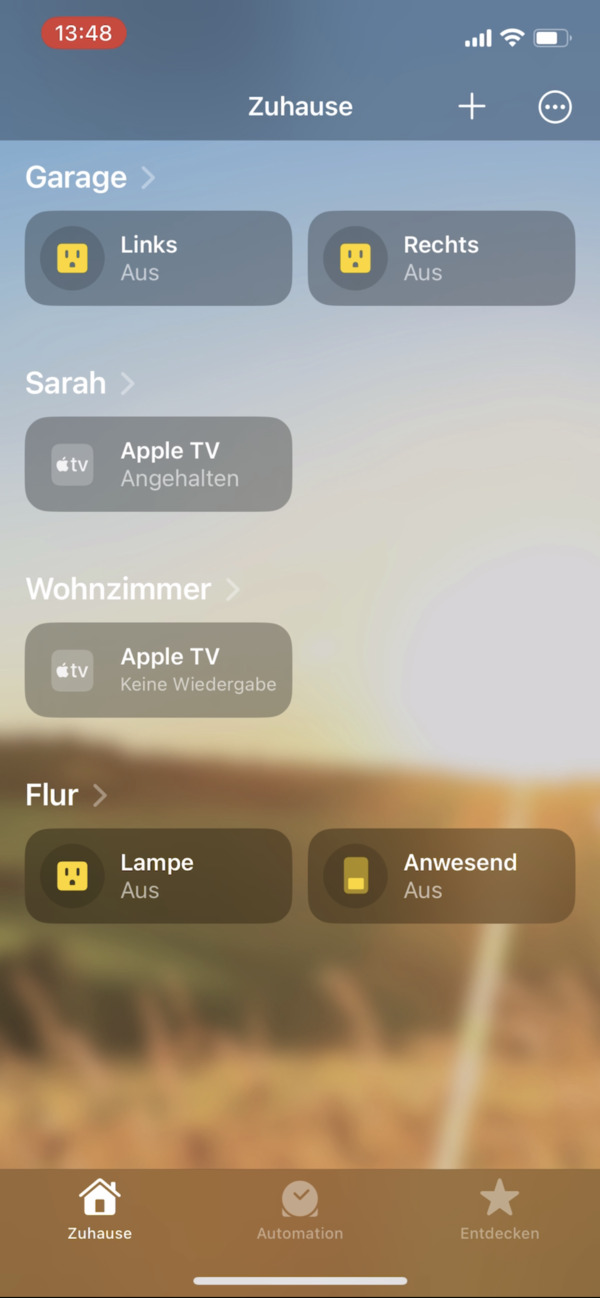 13:48
Zuhause
Garage
Links
Aus
Rechts
Aus
Sarah
tv
Apple TV
Angehalten
Wohnzimmer
tv
Apple TV
Keine Wiedergabe
Flur
Lampe
Aus
Anwesend
Aus
Zuhause
Automation
Entdecken